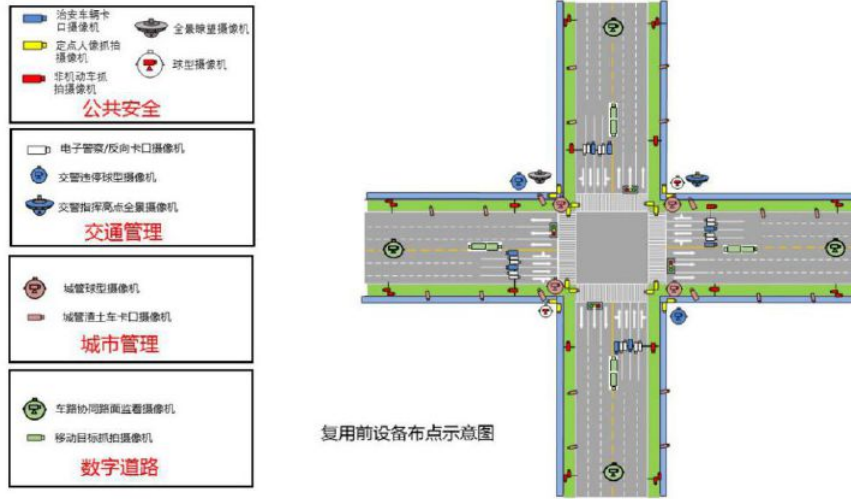 治安车辆卡
口摄像机
全景瞭望摄像机
定点人像抓拍
摄像机
球型摄像机
非机动车抓
拍摄像机
公共安全
电子警察/反向卡口摄像机
交警违停球型摄像机
交警指挥亮点全景摄像机
交通管理
城管球型摄像机
城管渣土车卡口摄像机
城市管理
车路协同路面监看摄像机
移动目标抓拍摄像机
数字道路
复用前设备布点示意图